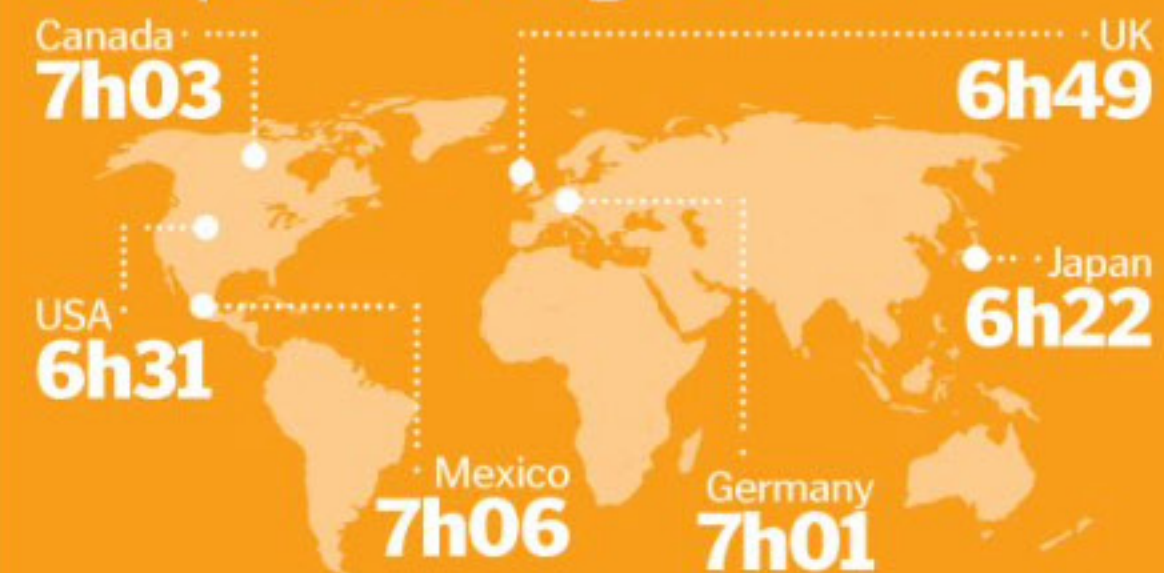 Canada
7h03
UK
6h49
USA
6h31
Japan
6h22
Mexico
7h06
Germany
7h01